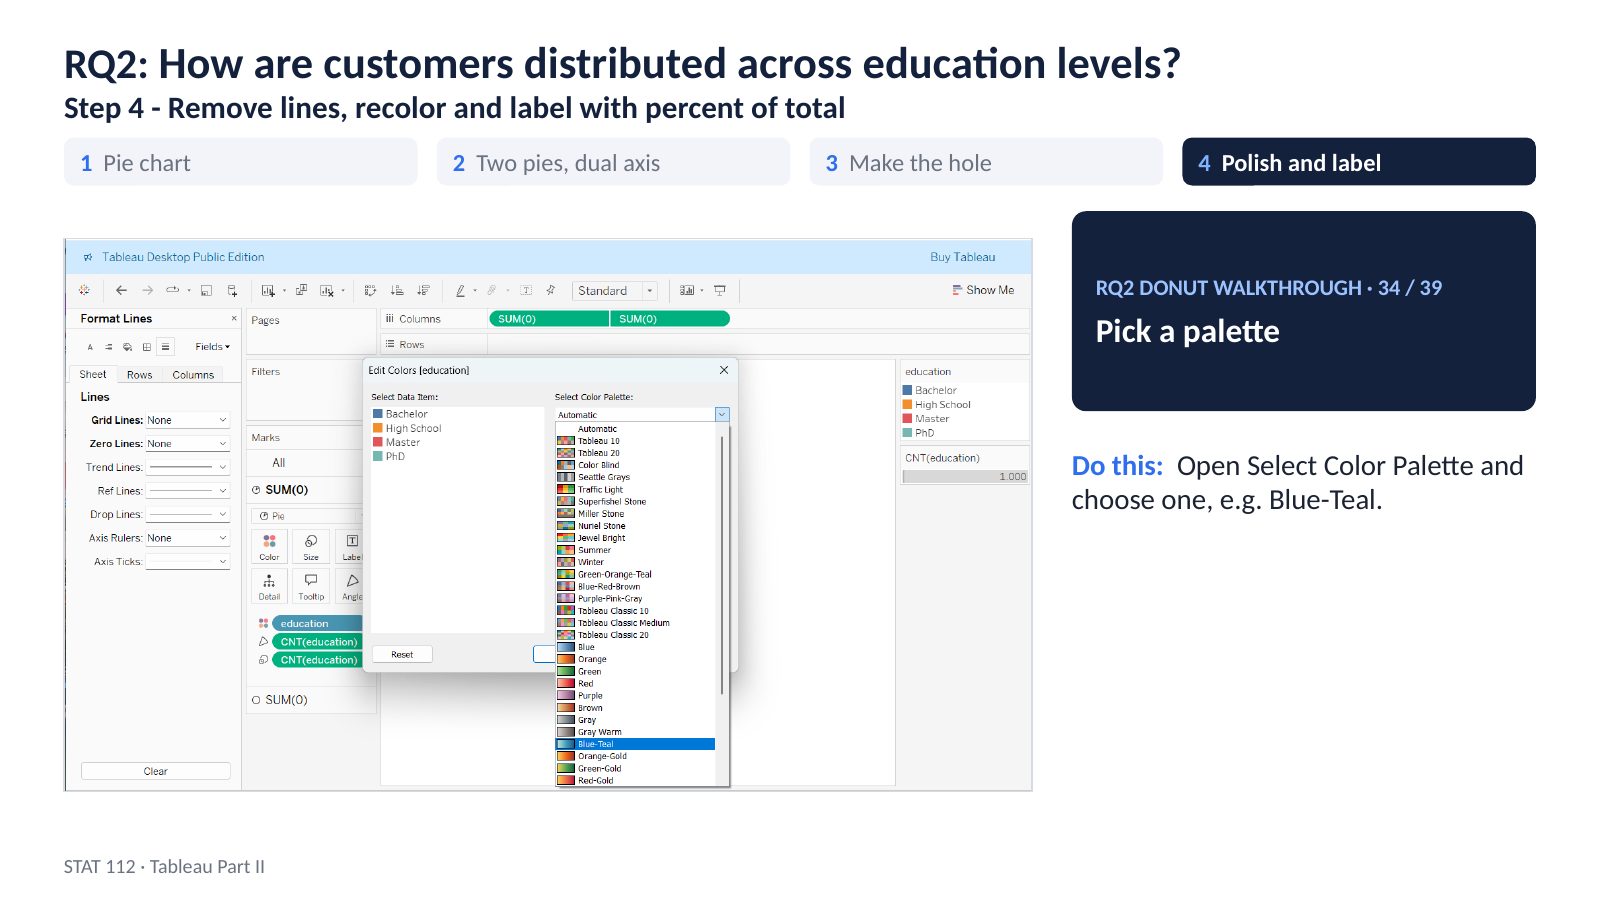 RQ2: How are customers distributed across education levels?
Step 4 - Remove lines, recolor and label with percent of total
1 Pie chart
2 Two pies, dual axis
3 Make the hole
4 Polish and label
Tableau Desktop Public Edition
Buy Tableau
Standard
Show Me
Format Lines
Fields
Sheet Rows Columns
Lines
Grid Lines: None
Zero Lines: None
Trend Lines:
Ref Lines:
Drop Lines:
Axis Rulers: None
Axis Ticks:
Clear
Pages
Filters
Marks
All
SUM(0)
Pie
Color Size Label
Detail Tooltip Angle
education
CNT(education)
CNT(education)
SUM(0)
Columns SUM(0) SUM(0)
Rows
Edit Colors [education]
Select Data Item:
Bachelor
High School
Master
PhD
Reset
Select Color Palette:
Automatic
Automatic
Tableau 10
Tableau 20
Color Blind
Seattle Grays
Traffic Light
Superfishel Stone
Miller Stone
Nuriel Stone
Jewel Bright
Summer
Winter
Green-Orange-Teal
Blue-Red-Brown
Purple-Pink-Gray
Tableau Classic 10
Tableau Classic Medium
Tableau Classic 20
Blue
Orange
Green
Red
Purple
Brown
Gray
Gray Warm
Blue-Teal
Orange-Gold
Green-Gold
Red-Gold
education
Bachelor
High School
Master
PhD
CNT(education)
1.000
RQ2 DONUT WALKTHROUGH · 34 / 39
Pick a palette
Do this: Open Select Color Palette and
choose one, e.g. Blue-Teal.
STAT 112 · Tableau Part II